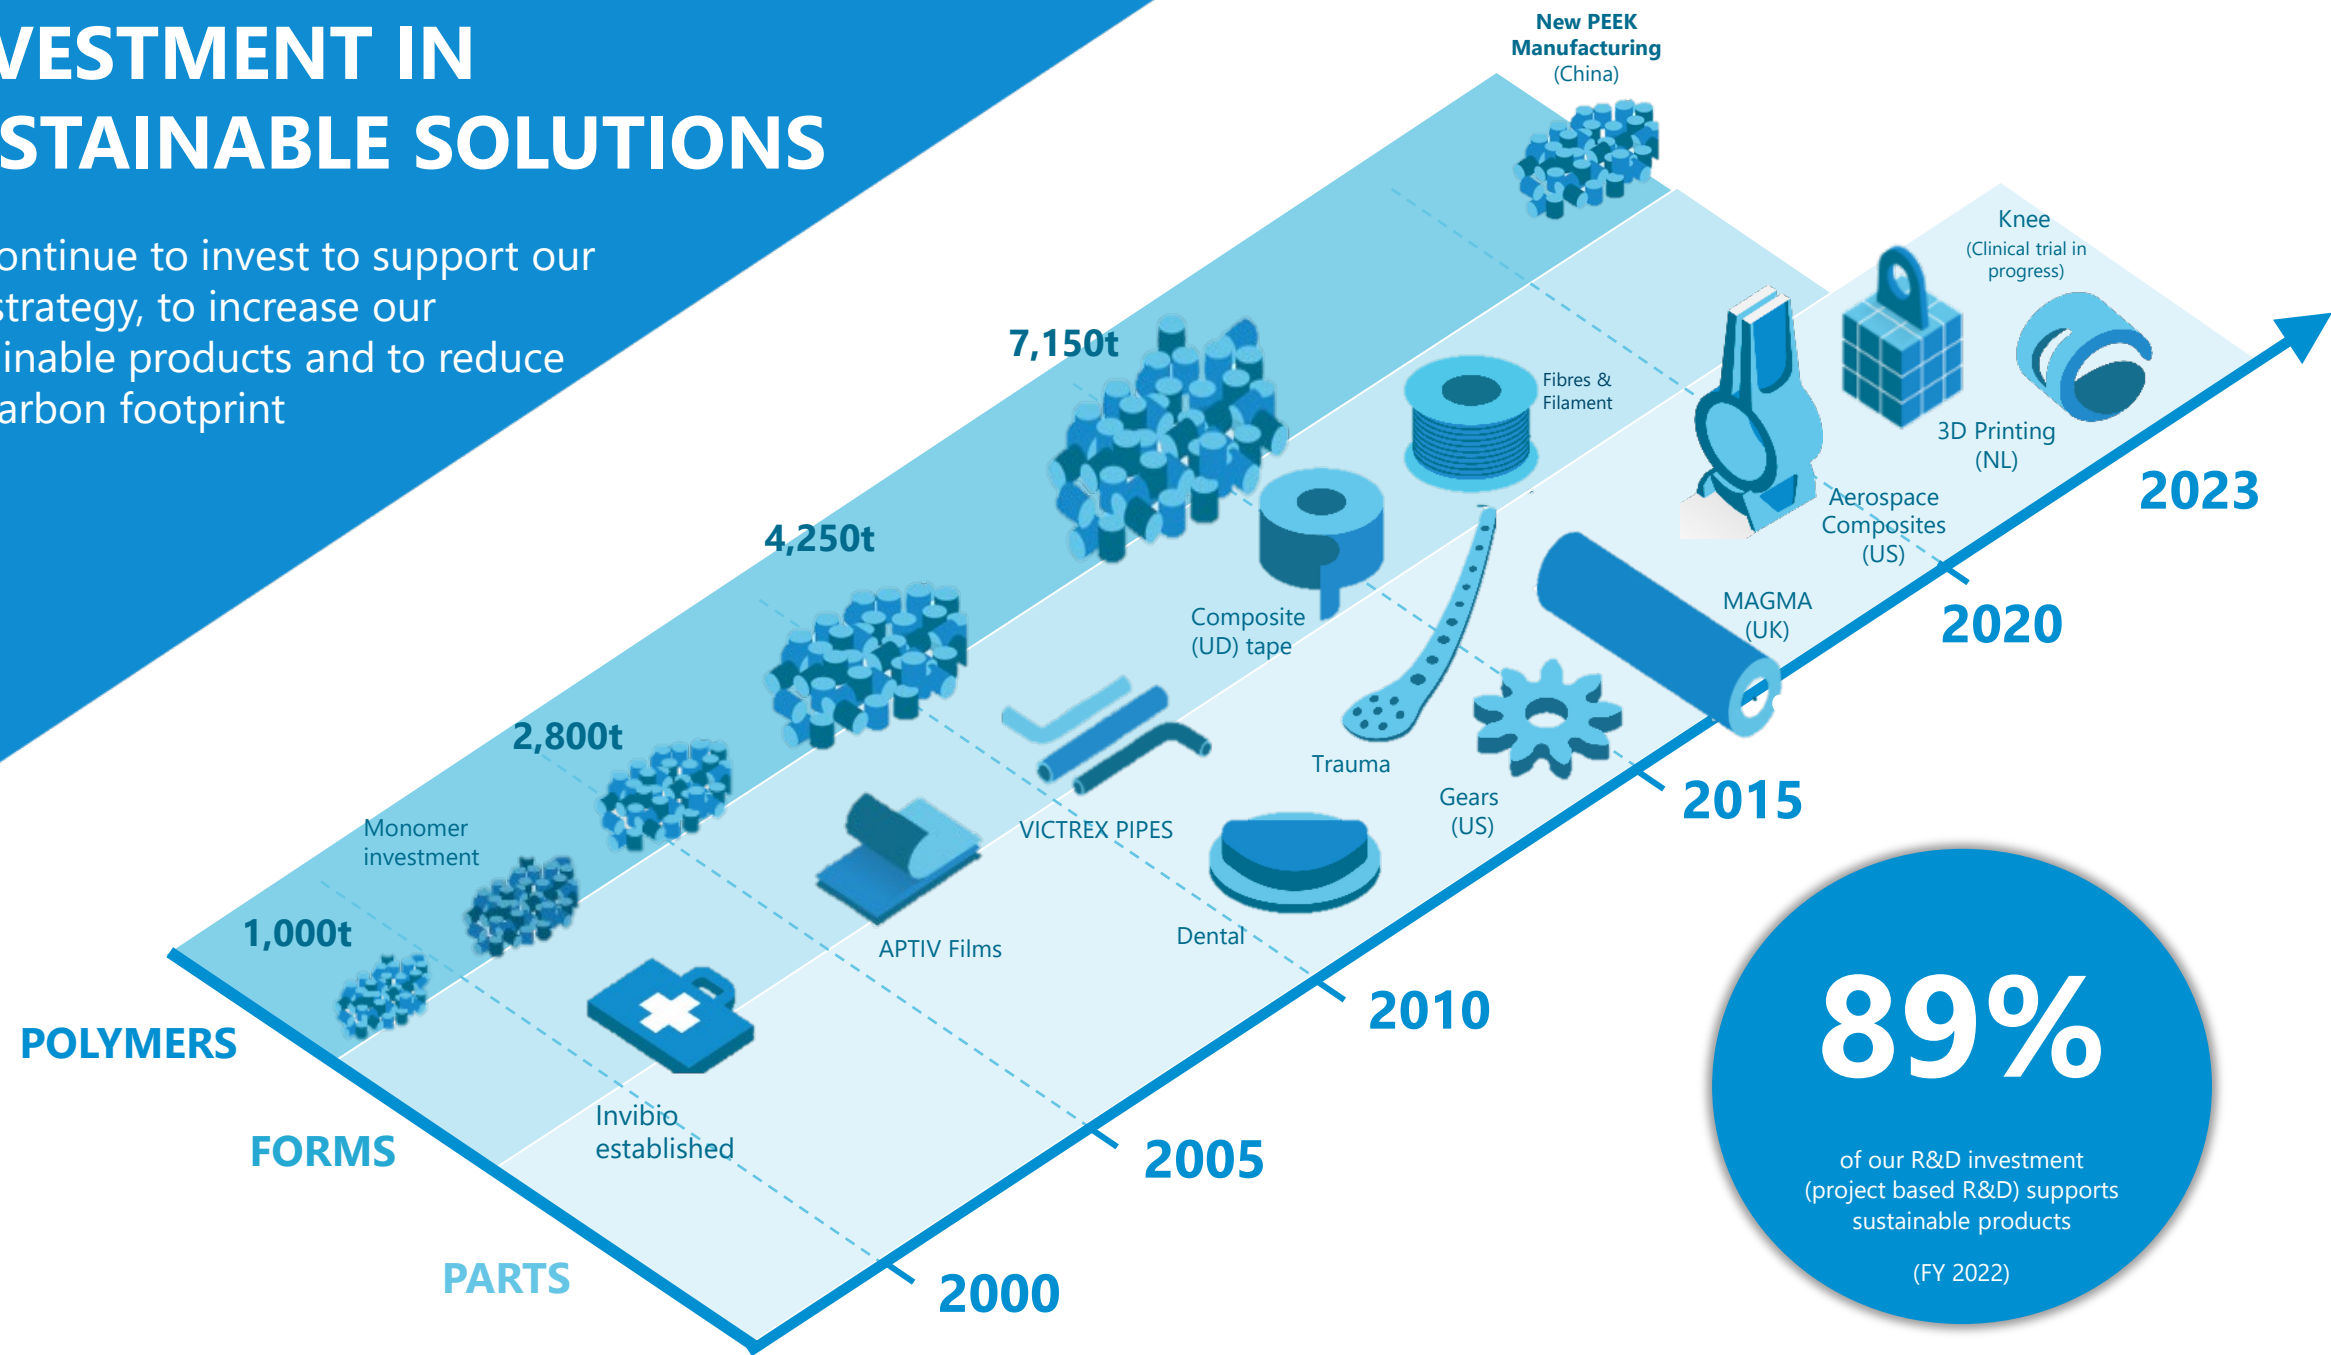 VESTMENT IN
STAINABLE SOLUTIONS
ontinue to invest to support our
strategy, to increase our
inable products and to reduce
arbon footprint
New PEEK
Manufacturing
(China)
7,150t
4,250t
2,800t
Monomer
investment
1,000t
Knee
(Clinical trial in
progress)
Fibres &
Filament
3D Printing
(NL)
Aerospace
Composites
(US)
Composite
(UD) tape
MAGMA
(UK)
Trauma
Gears
(US)
VICTREX PIPES
Dental
APTIV Films
Invibio
established
POLYMERS
FORMS
PARTS
2000
2005
2010
2015
2020
2023
89%
of our R&D investment
(project based R&D) supports
sustainable products
(FY 2022)